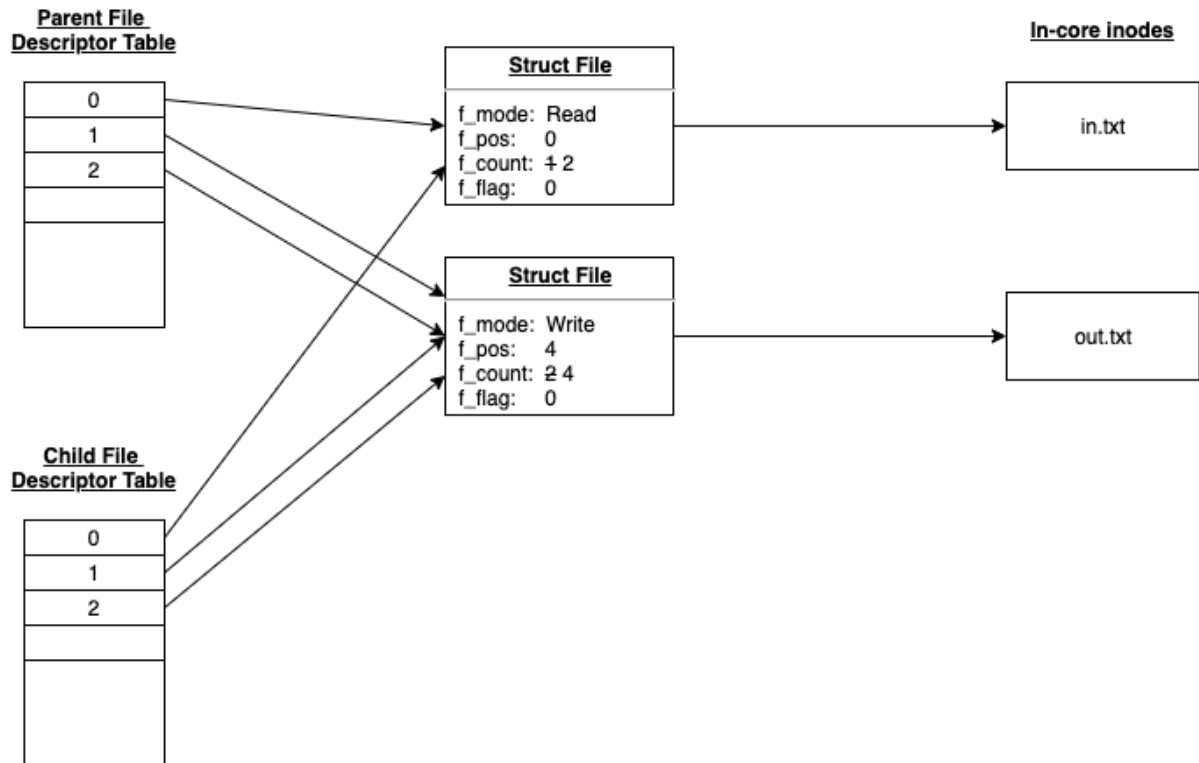 Parent File
Descriptor Table
0
1
2
Struct File
f_mode: Read
f_pos: 0
f_count: 1 2
f_flag: 0
In-core inodes
in.txt
Struct File
f_mode: Write
f_pos: 4
f_count: 2 4
f_flag: 0
out.txt
Child File
Descriptor Table
0
1
2